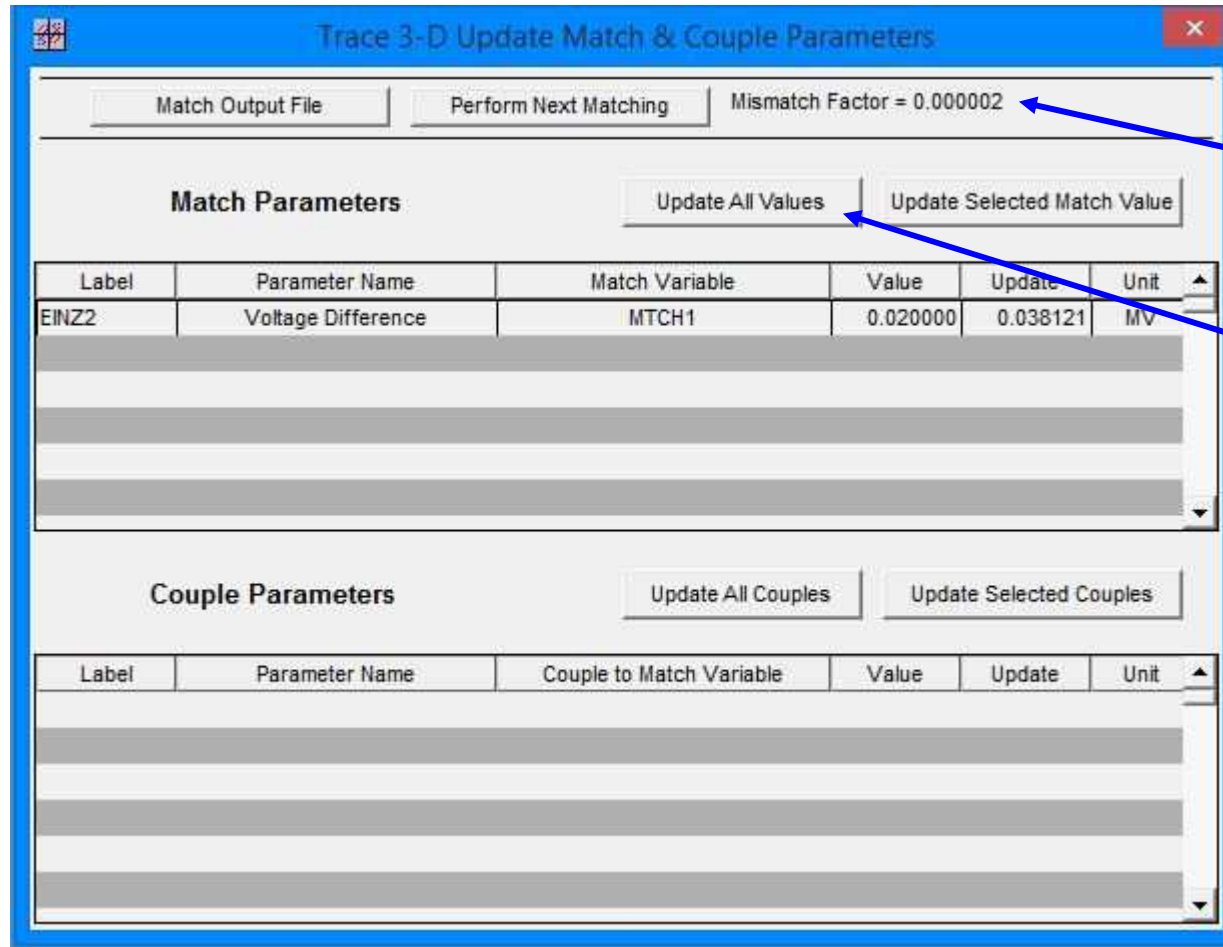 Trace 3-D Update Match & Couple Parameters
Match Output File Perform Next Matching Mismatch Factor = 0.000002
Match Parameters Update All Values Update Selected Match Value
Label Parameter Name Match Variable Value Update Unit
EINZ2 Voltage Difference MTCH1 0.020000 0.038121 MV
Couple Parameters Update All Couples Update Selected Couples
Label Parameter Name Couple to Match Variable Value Update Unit